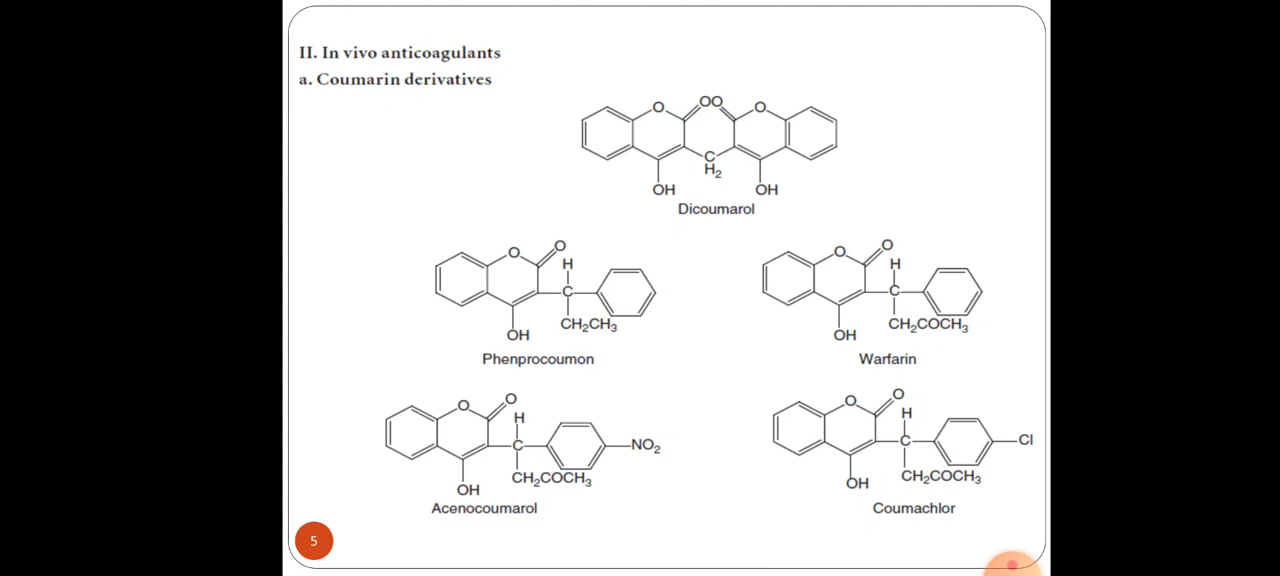 II. In vivo anticoagulants
a. Coumarin derivatives
O O O O
C
H₂
OH OH
Dicoumarol
O O
H
C
CH₂CH₃
OH
Phenprocoumon
O O
H
C
CH₂COCH₃
OH
Warfarin
O O
H
C
NO₂
CH₂COCH₃
OH
Acenocoumarol
O O
H
C
Cl
CH₂COCH₃
OH
Coumachlor
5